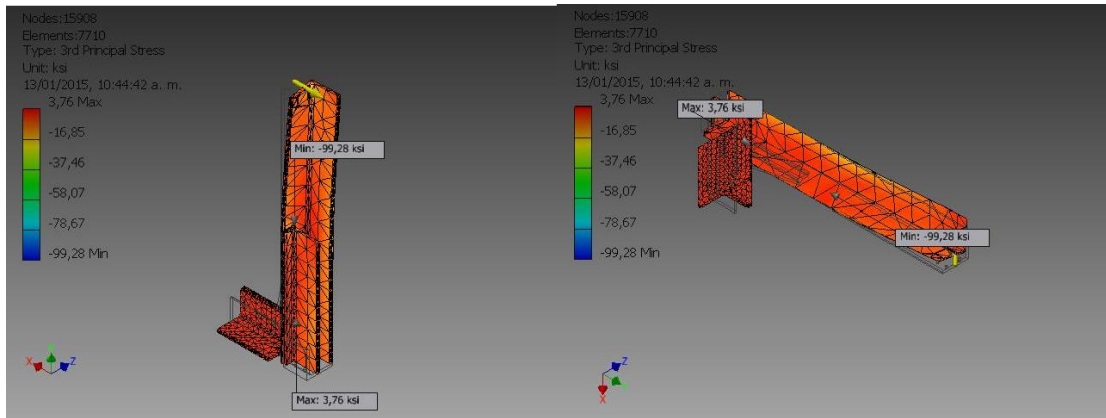 Nodes:15908
Elements:7710
Type: 3rd Principal Stress
Unit: ksi
13/01/2015, 10:44:42 a. m.
3,76 Max
-16,85
-37,46
-58,07
-78,67
-99,28 Min
Min: -99,28 ksi
Max: 3,76 ksi
X
Z
Nodes:15908
Elements:7710
Type: 3rd Principal Stress
Unit: ksi
13/01/2015, 10:44:42 a. m.
3,76 Max
-16,85
-37,46
-58,07
-78,67
-99,28 Min
Max: 3,76 ksi
Min: -99,28 ksi
Z
X